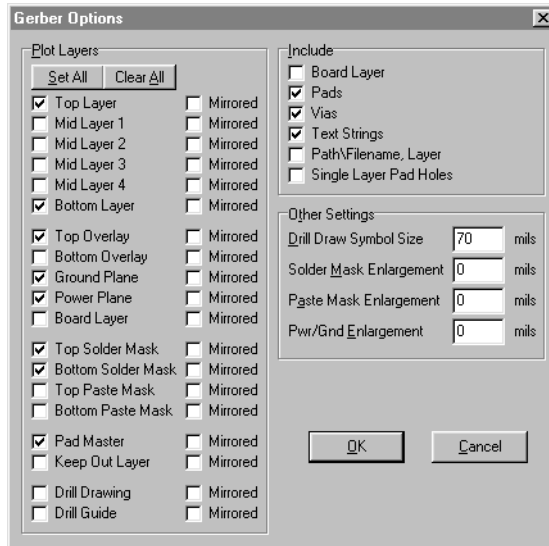 Gerber Options
Plot Layers
Set All Clear All
Top Layer Mirrored
Mid Layer 1 Mirrored
Mid Layer 2 Mirrored
Mid Layer 3 Mirrored
Mid Layer 4 Mirrored
Bottom Layer Mirrored
Top Overlay Mirrored
Bottom Overlay Mirrored
Ground Plane Mirrored
Power Plane Mirrored
Board Layer Mirrored
Top Solder Mask Mirrored
Bottom Solder Mask Mirrored
Top Paste Mask Mirrored
Bottom Paste Mask Mirrored
Pad Master Mirrored
Keep Out Layer Mirrored
Drill Drawing Mirrored
Drill Guide Mirrored
Include
Board Layer
Pads
Vias
Text Strings
Path\Filename, Layer
Single Layer Pad Holes
Other Settings
Drill Draw Symbol Size 70 mils
Solder Mask Enlargement 0 mils
Paste Mask Enlargement 0 mils
Pwr/Gnd Enlargement 0 mils
OK Cancel